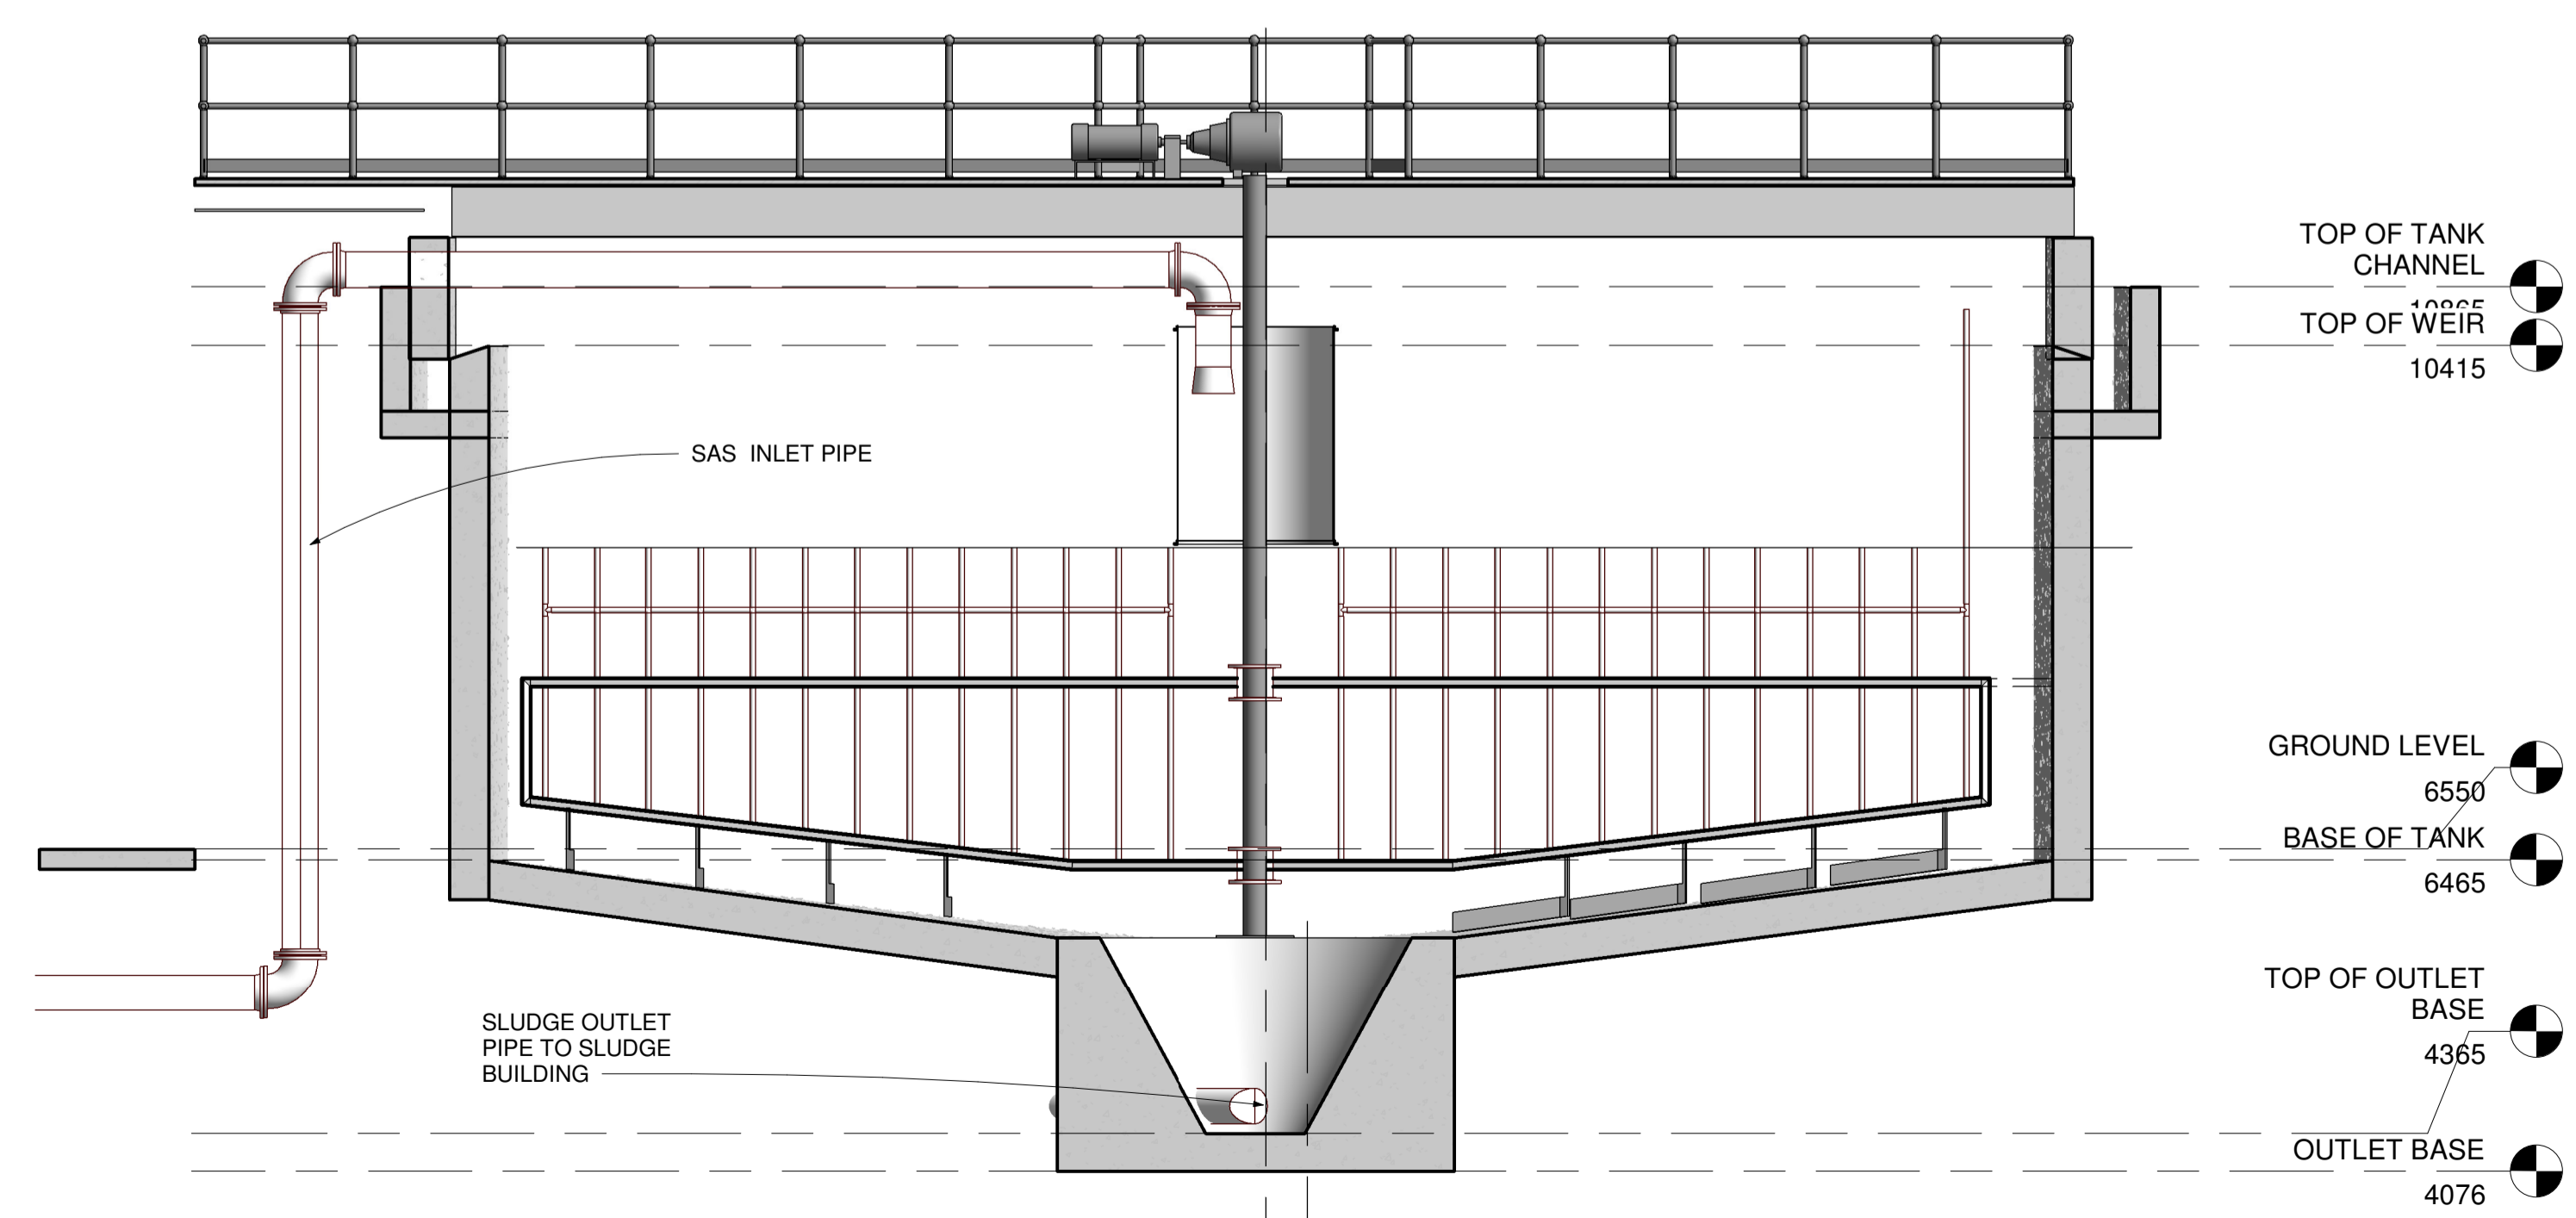 TOP OF TANK
CHANNEL
10865
TOP OF WEIR
10415
SAS INLET PIPE
GROUND LEVEL
6550
BASE OF TANK
6465
TOP OF OUTLET
BASE
4365
SLUDGE OUTLET
PIPE TO SLUDGE
BUILDING
OUTLET BASE
4076